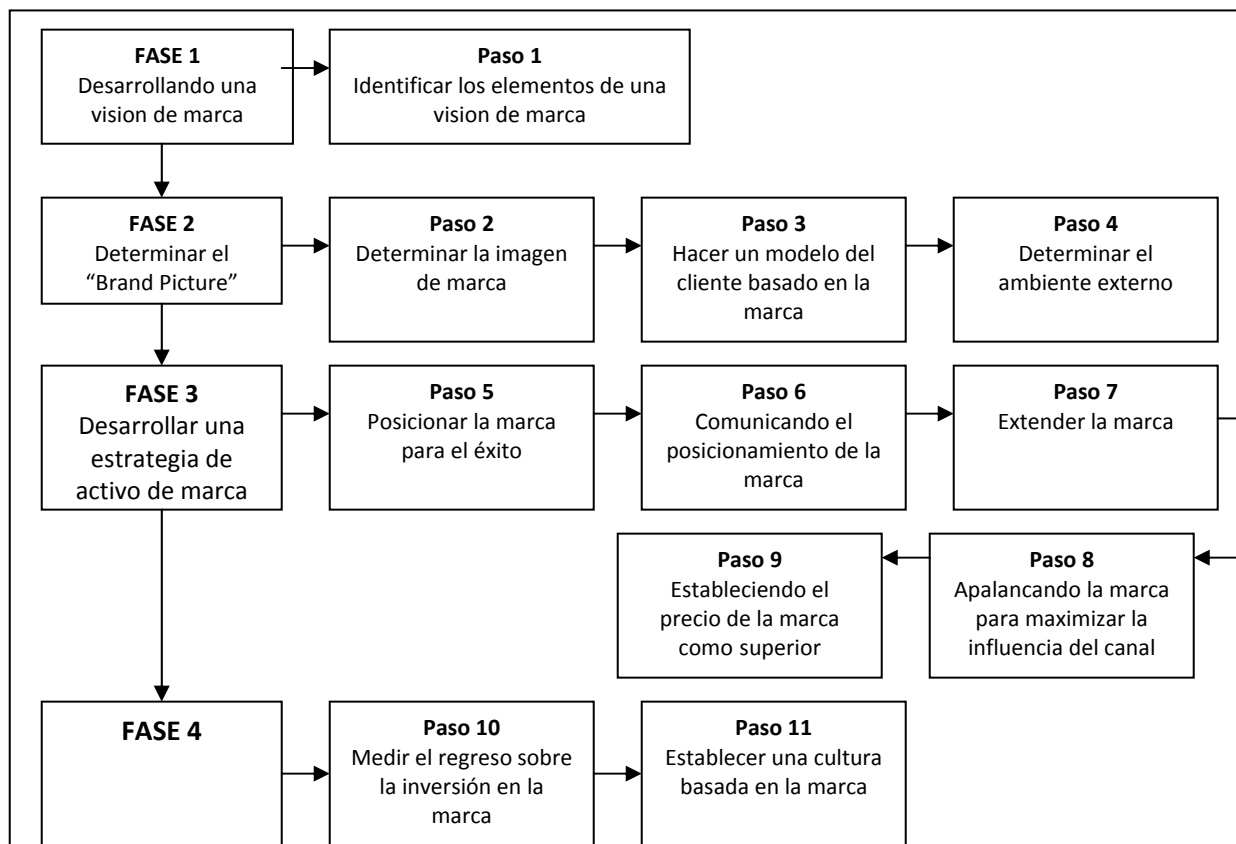 FASE 1
Desarrollando una
vision de marca
Paso 1
Identificar los elementos de una
vision de marca
FASE 2
Determinar el
“Brand Picture”
Paso 2
Determinar la imagen
de marca
Paso 3
Hacer un modelo del
cliente basado en la
marca
Paso 4
Determinar el
ambiente externo
FASE 3
Desarrollar una
estrategia de
activo de marca
Paso 5
Posicionar la marca
para el éxito
Paso 6
Comunicando el
posicionamiento de la
marca
Paso 7
Extender la marca
Paso 8
Apalancando la marca
para maximizar la
influencia del canal
Paso 9
Estableciendo el
precio de la marca
como superior
FASE 4
Paso 10
Medir el regreso sobre
la inversión en la
marca
Paso 11
Establecer una cultura
basada en la marca